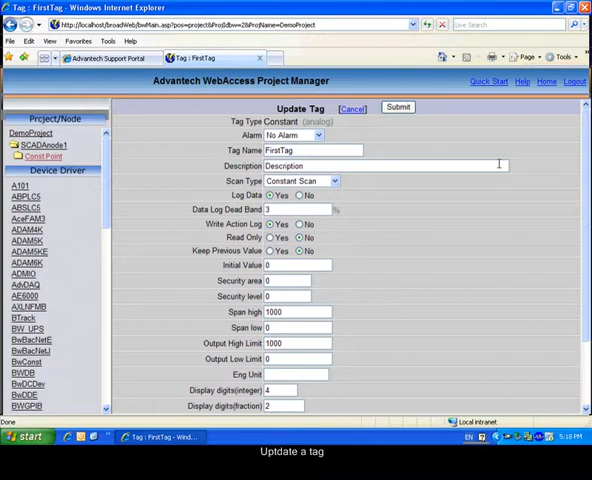 Tag : FirstTag - Windows Internet Explorer
http://localhost/broadWeb/bwMain.asp?pos=project&ProjIdbw=2&ProjName=DemoProject
Live Search
File Edit View Favorites Tools Help
Advantech Support Portal
Tag : FirstTag
Page Tools
Advantech WebAccess Project Manager
Quick Start Help Home Logout
Project/Node
DemoProject
SCADAnode1
Const Point
Device Driver
A101
ABPLC5
ABSLC5
AceFAM3
ADAM4K
ADAM5K
ADAM5KE
ADAM6K
ADMIO
AdvDAQ
AE6000
AXLNFMB
BTrack
BW_UPS
BwBacNetE
BwBacNetJ
BwConst
BWDB
BwDCDev
BwDDE
BWGPIB
Update Tag [Cancel] Submit
Tag Type Constant (analog)
Alarm No Alarm
Tag Name FirstTag
Description Description
Scan Type Constant Scan
Log Data Yes No
Data Log Dead Band 3 %
Write Action Log Yes No
Read Only Yes No
Keep Previous Value Yes No
Initial Value 0
Security area 0
Security level 0
Span high 1000
Span low 0
Output High Limit 1000
Output Low Limit 0
Eng Unit
Display digits(integer) 4
Display digits(fraction) 2
Done
Local intranet
start
Tag : FirstTag - Wind...
EN
5:18 PM
Uptdate a tag